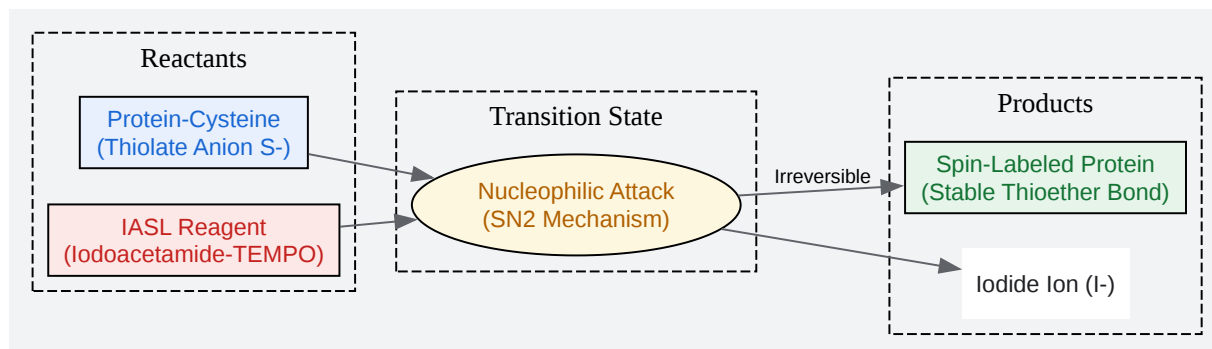 Reactants
Protein-Cysteine
(Thiolate Anion S-)
IASL Reagent
(Iodoacetamide-TEMPO)
Transition State
Nucleophilic Attack
(SN2 Mechanism)
Irreversible
Products
Spin-Labeled Protein
(Stable Thioether Bond)
Iodide Ion (I-)